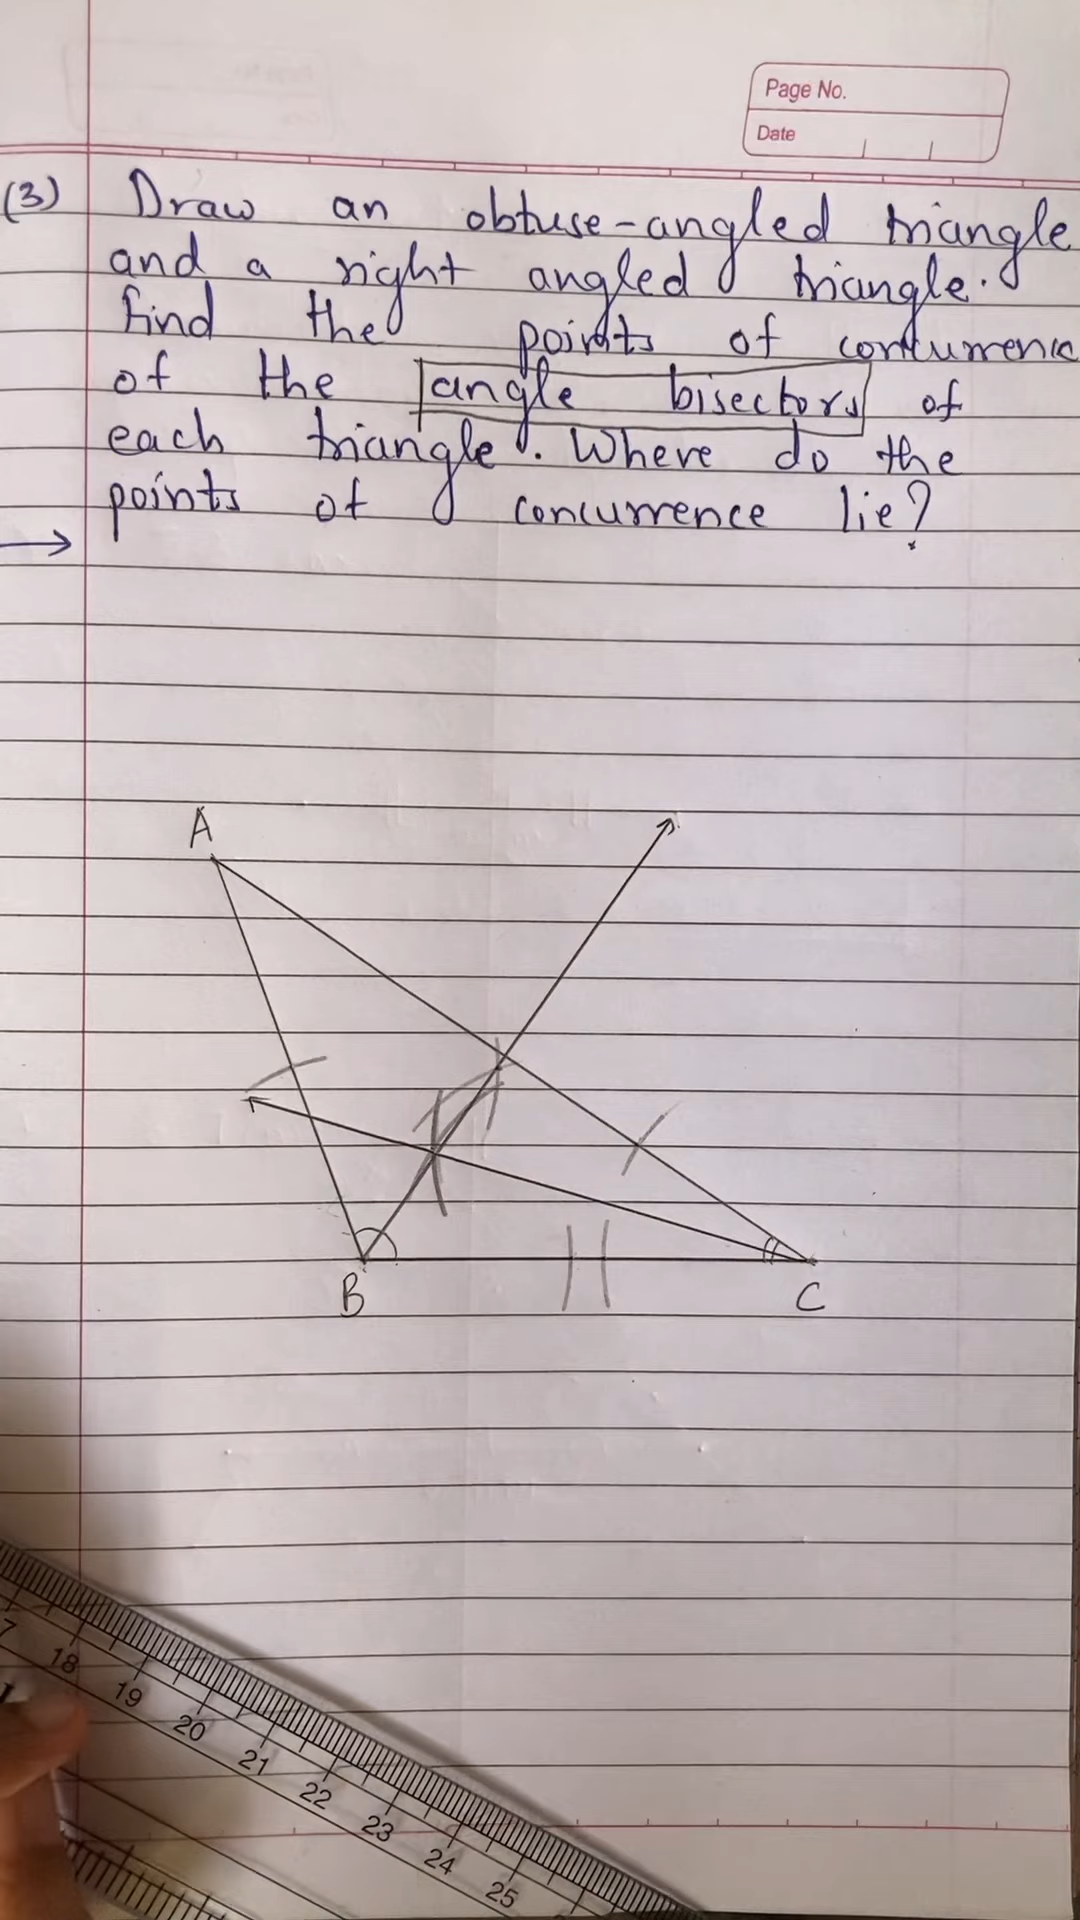 Page No.
Date
(3) Draw an obtuse-angled triangle
and a right angled triangle.
find the points of concurrenc
of the angle bisectors of
each triangle. Where do the
points of concurrence lie?
A
B
C
7 18 19 20 21 22 23 24 25